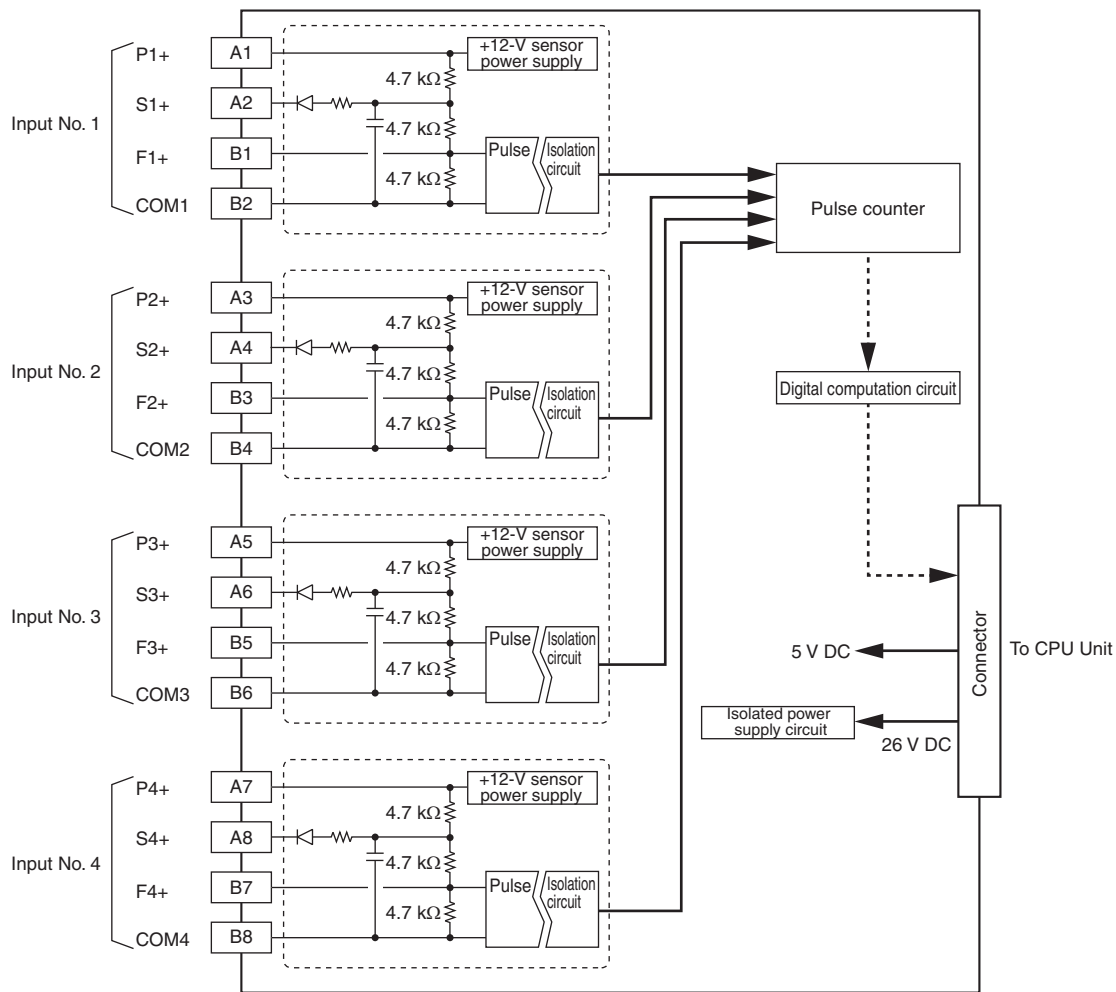 P1+
A1
+12-V sensor
power supply
4.7 kΩ
S1+
A2
Input No. 1
4.7 kΩ
F1+
B1
Pulse
Isolation
circuit
4.7 kΩ
COM1
B2
Pulse counter
P2+
A3
+12-V sensor
power supply
4.7 kΩ
S2+
A4
Input No. 2
4.7 kΩ
F2+
B3
Pulse
Isolation
circuit
4.7 kΩ
COM2
B4
Digital computation circuit
P3+
A5
+12-V sensor
power supply
4.7 kΩ
S3+
A6
Input No. 3
4.7 kΩ
F3+
B5
Pulse
Isolation
circuit
4.7 kΩ
COM3
B6
5 V DC
Connector
To CPU Unit
Isolated power
supply circuit
26 V DC
P4+
A7
+12-V sensor
power supply
4.7 kΩ
S4+
A8
Input No. 4
4.7 kΩ
F4+
B7
Pulse
Isolation
circuit
4.7 kΩ
COM4
B8